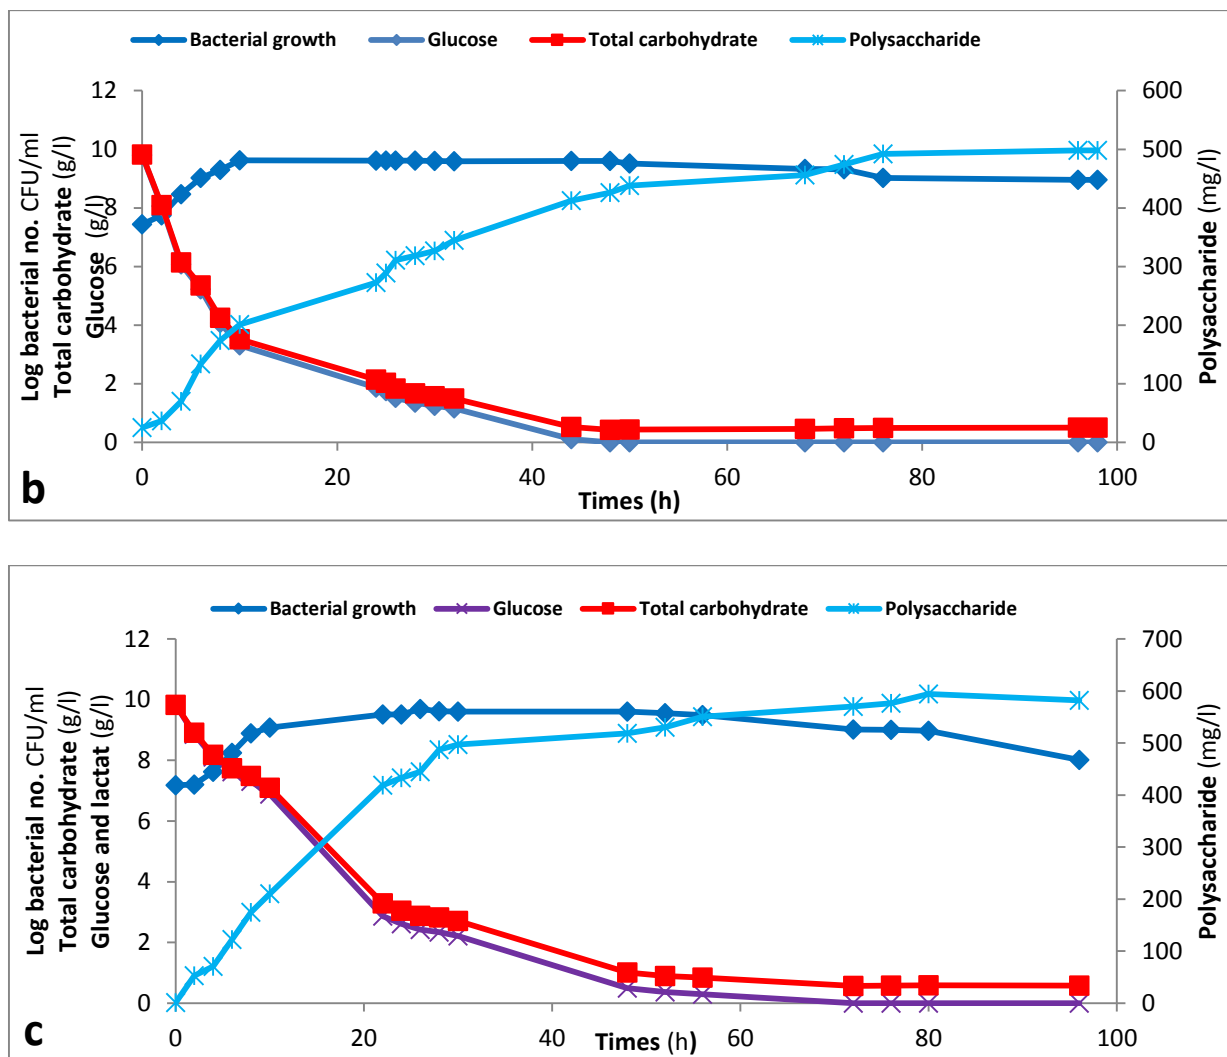 Bacterial growth Glucose Total carbohydrate Polysaccharide
Log bacterial no. CFU/ml
Total carbohydrate (g/l)
Glucose (g/l)
12
10
8
6
4
2
0
600
500
400
300
200
100
0
Polysaccharide (mg/l)
0 20 40 60 80 100
Times (h)
b
Bacterial growth Glucose Total carbohydrate Polysaccharide
Log bacterial no. CFU/ml
Total carbohydrate (g/l)
Glucose and lactat (g/l)
12
10
8
6
4
2
0
700
600
500
400
300
200
100
0
Polysaccharide (mg/l)
0 20 40 60 80 100
Times (h)
c